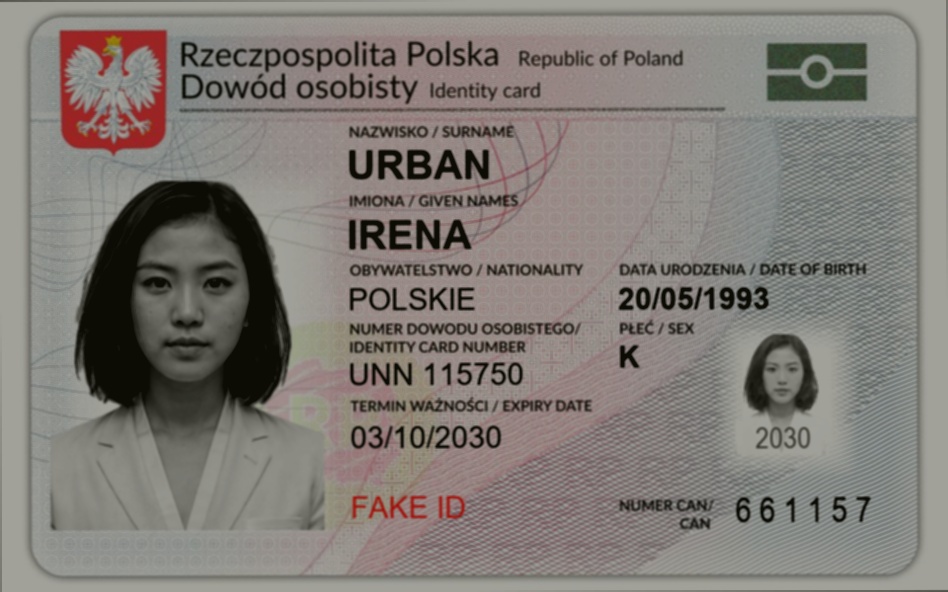 Rzeczpospolita Polska Republic of Poland
Dowód osobisty Identity card
NAZWISKO / SURNAME
URBAN
IMIONA / GIVEN NAMES
IRENA
OBYWATELSTWO / NATIONALITY
POLSKIE
DATA URODZENIA / DATE OF BIRTH
20/05/1993
NUMER DOWODU OSOBISTEGO/
IDENTITY CARD NUMBER
UNN 115750
PŁEĆ / SEX
K
TERMIN WAŻNOŚCI / EXPIRY DATE
03/10/2030
2030
FAKE ID
NUMER CAN/
CAN
661157